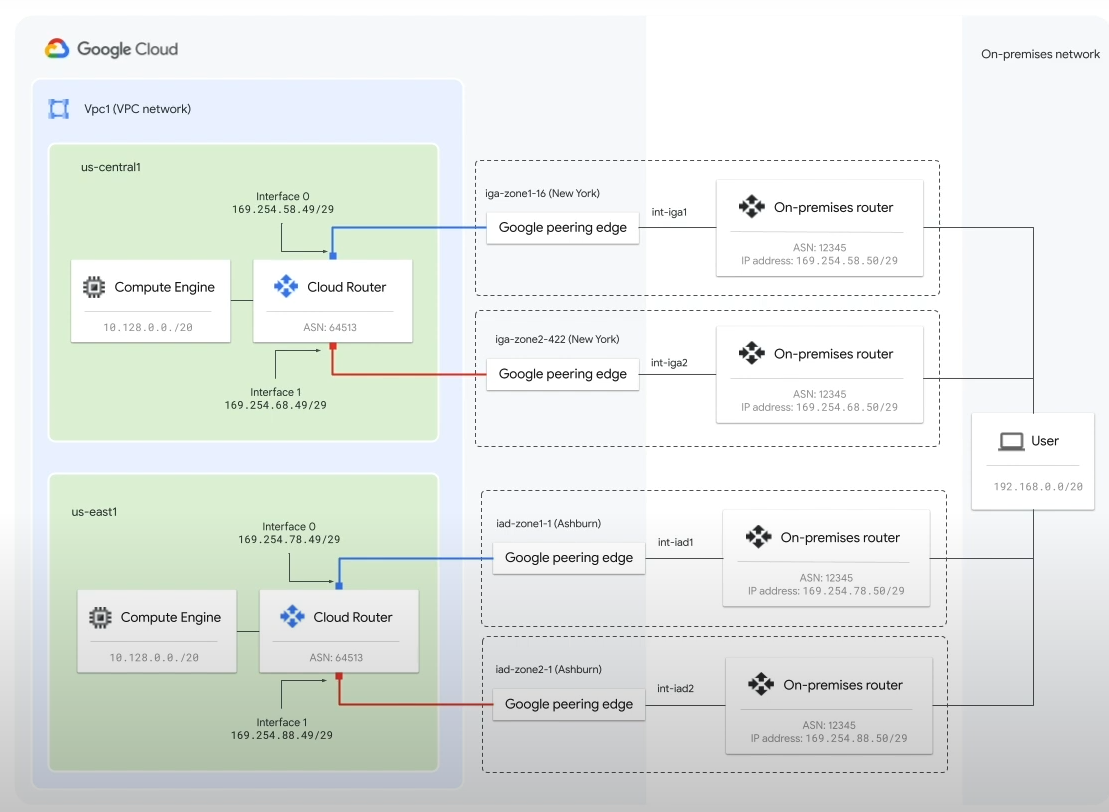 Google Cloud
On-premises network
Vpc1 (VPC network)
us-central1
Interface 0
169.254.58.49/29
Compute Engine
10.128.0.0./20
Cloud Router
ASN: 64513
Interface 1
169.254.68.49/29
iga-zone1-16 (New York)
Google peering edge
int-iga1
On-premises router
ASN: 12345
IP address: 169.254.58.50/29
iga-zone2-422 (New York)
Google peering edge
int-iga2
On-premises router
ASN: 12345
IP address: 169.254.68.50/29
User
192.168.0.0/20
us-east1
Interface 0
169.254.78.49/29
Compute Engine
10.128.0.0./20
Cloud Router
ASN: 64513
Interface 1
169.254.88.49/29
iad-zone1-1 (Ashburn)
Google peering edge
int-iad1
On-premises router
ASN: 12345
IP address: 169.254.78.50/29
iad-zone2-1 (Ashburn)
Google peering edge
int-iad2
On-premises router
ASN: 12345
IP address: 169.254.88.50/29